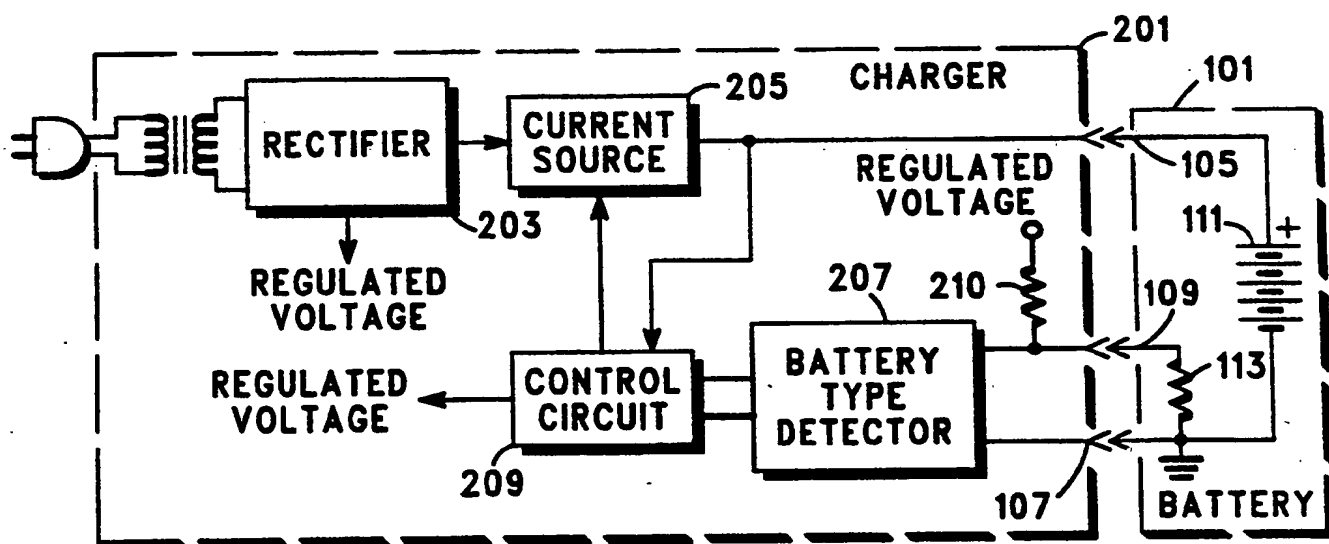 201
CHARGER
101
205
RECTIFIER
CURRENT
SOURCE
105
REGULATED
VOLTAGE
203
111
+
REGULATED
VOLTAGE
207
210
109
BATTERY
TYPE
DETECTOR
113
CONTROL
CIRCUIT
REGULATED
VOLTAGE
209
107
BATTERY